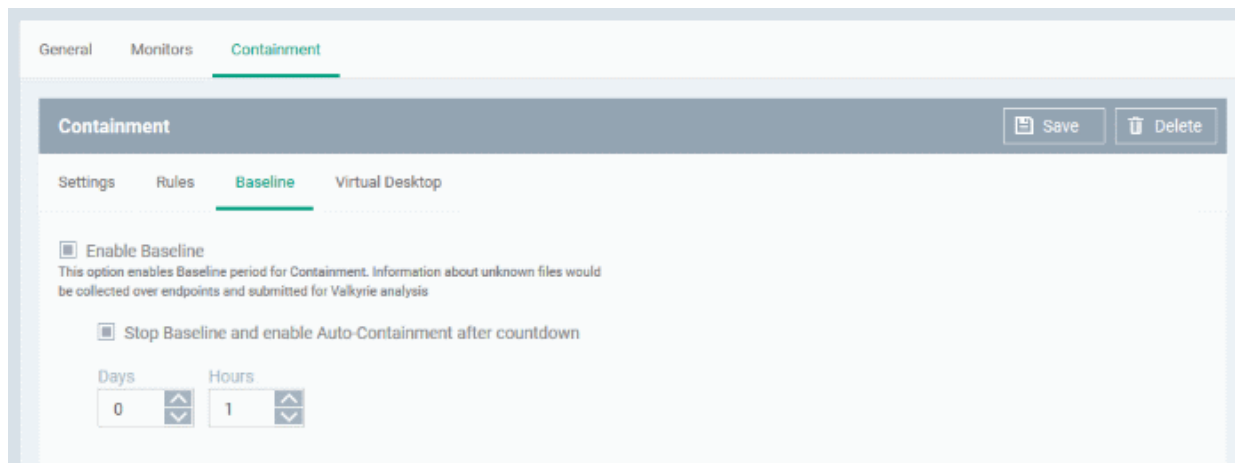 General Monitors Containment
Containment Save Delete
Settings Rules Baseline Virtual Desktop
Enable Baseline
This option enables Baseline period for Containment. Information about unknown files would
be collected over endpoints and submitted for Valkyrie analysis
Stop Baseline and enable Auto-Containment after countdown
Days Hours
0 1